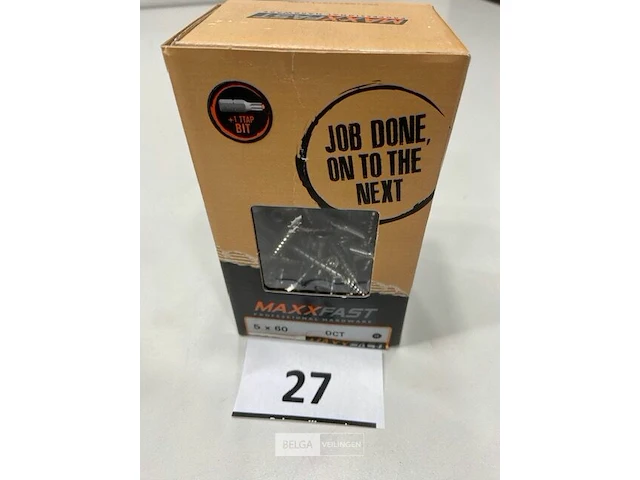 +1 TTAP
BIT
JOB DONE,
ON TO THE
NEXT
MAXXFAST
PROFESSIONAL HARDWARE
5 x 60
OCT
27
BELGA VEILINGEN